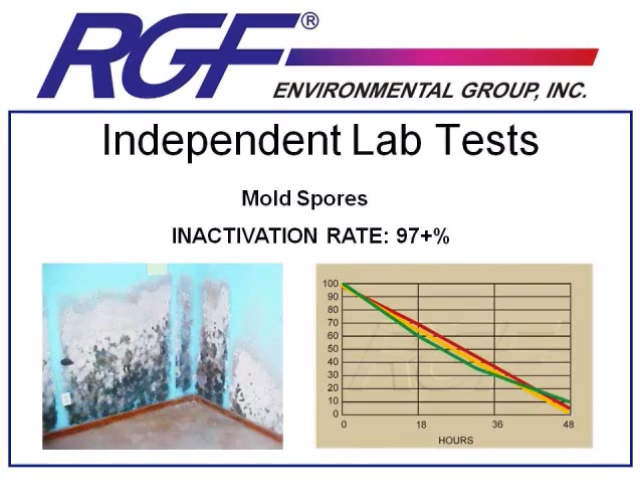 RGF®
ENVIRONMENTAL GROUP, INC.
Independent Lab Tests
Mold Spores
INACTIVATION RATE: 97+%
100
90
80
70
60
50
40
30
20
10
0
0 18 36 48
HOURS
RGF